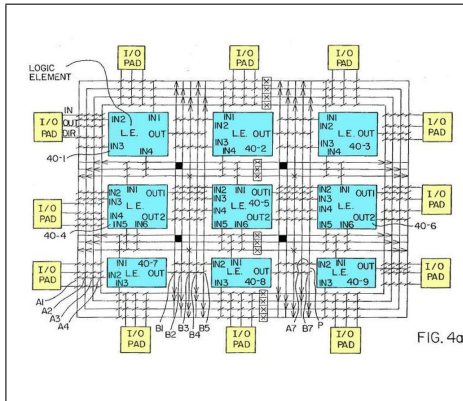 I/O PAD
I/O PAD
I/O PAD
LOGIC ELEMENT
I/O PAD
IN
OUT
DIR
IN2 IN1
L.E. OUT
IN3
IN4
40-1
IN1
IN2
L.E. OUT
IN3
IN4 40-2
IN1
IN2
L.E. OUT
IN3
IN4 40-3
I/O PAD
I/O PAD
IN2 IN1 OUT1
IN3
L.E.
IN4
OUT2
IN5 IN6
40-4
IN2 IN1 OUT1
IN3
L.E. 40-5
IN4
OUT2
IN5 IN6
IN2 IN1 OUT1
IN3
L.E.
IN4
OUT2
IN5 IN6
40-6
I/O PAD
I/O PAD
IN1 40-7
IN2 L.E. OUT
IN3
IN1 OUT
IN2 L.E.
IN3
40-8
IN1 OUT
IN2 L.E.
IN3
40-9
I/O PAD
A1
A2
A3
A4
B1
B2
B3
B4
B5
A7
B7
P
I/O PAD
I/O PAD
I/O PAD
FIG. 4a